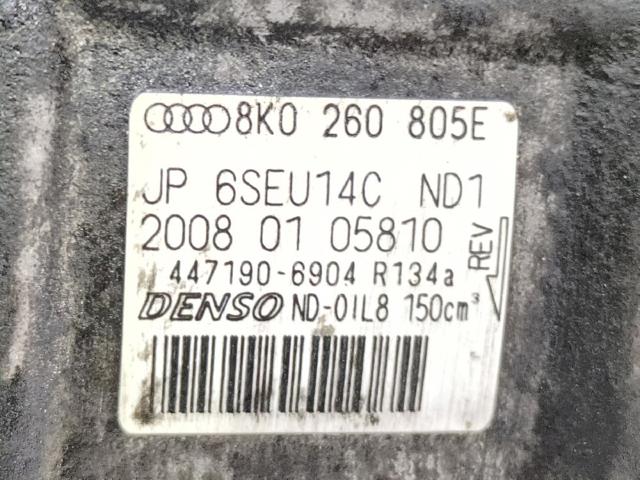 8K0 260 805E
JP 6SEU14C ND1
2008 01 05810
447190-6904 R134a
DENSO ND-OIL8 150cm³
REV